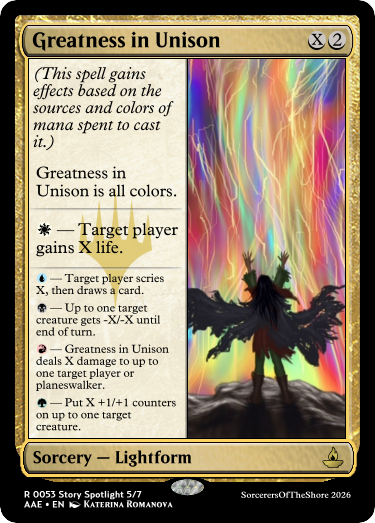 Greatness in Unison X 2
(This spell gains
effects based on the
sources and colors of
mana spent to cast
it.)
Greatness in
Unison is all colors.
— Target player
gains X life.
— Target player scries
X, then draws a card.
— Up to one target
creature gets -X/-X until
end of turn.
— Greatness in Unison
deals X damage to up to
one target player or
planeswalker.
— Put X +1/+1 counters
on up to one target
creature.
Sorcery — Lightform
R 0053 Story Spotlight 5/7
AAE • EN Katerina Romanova
SorcerersOfTheShore 2026